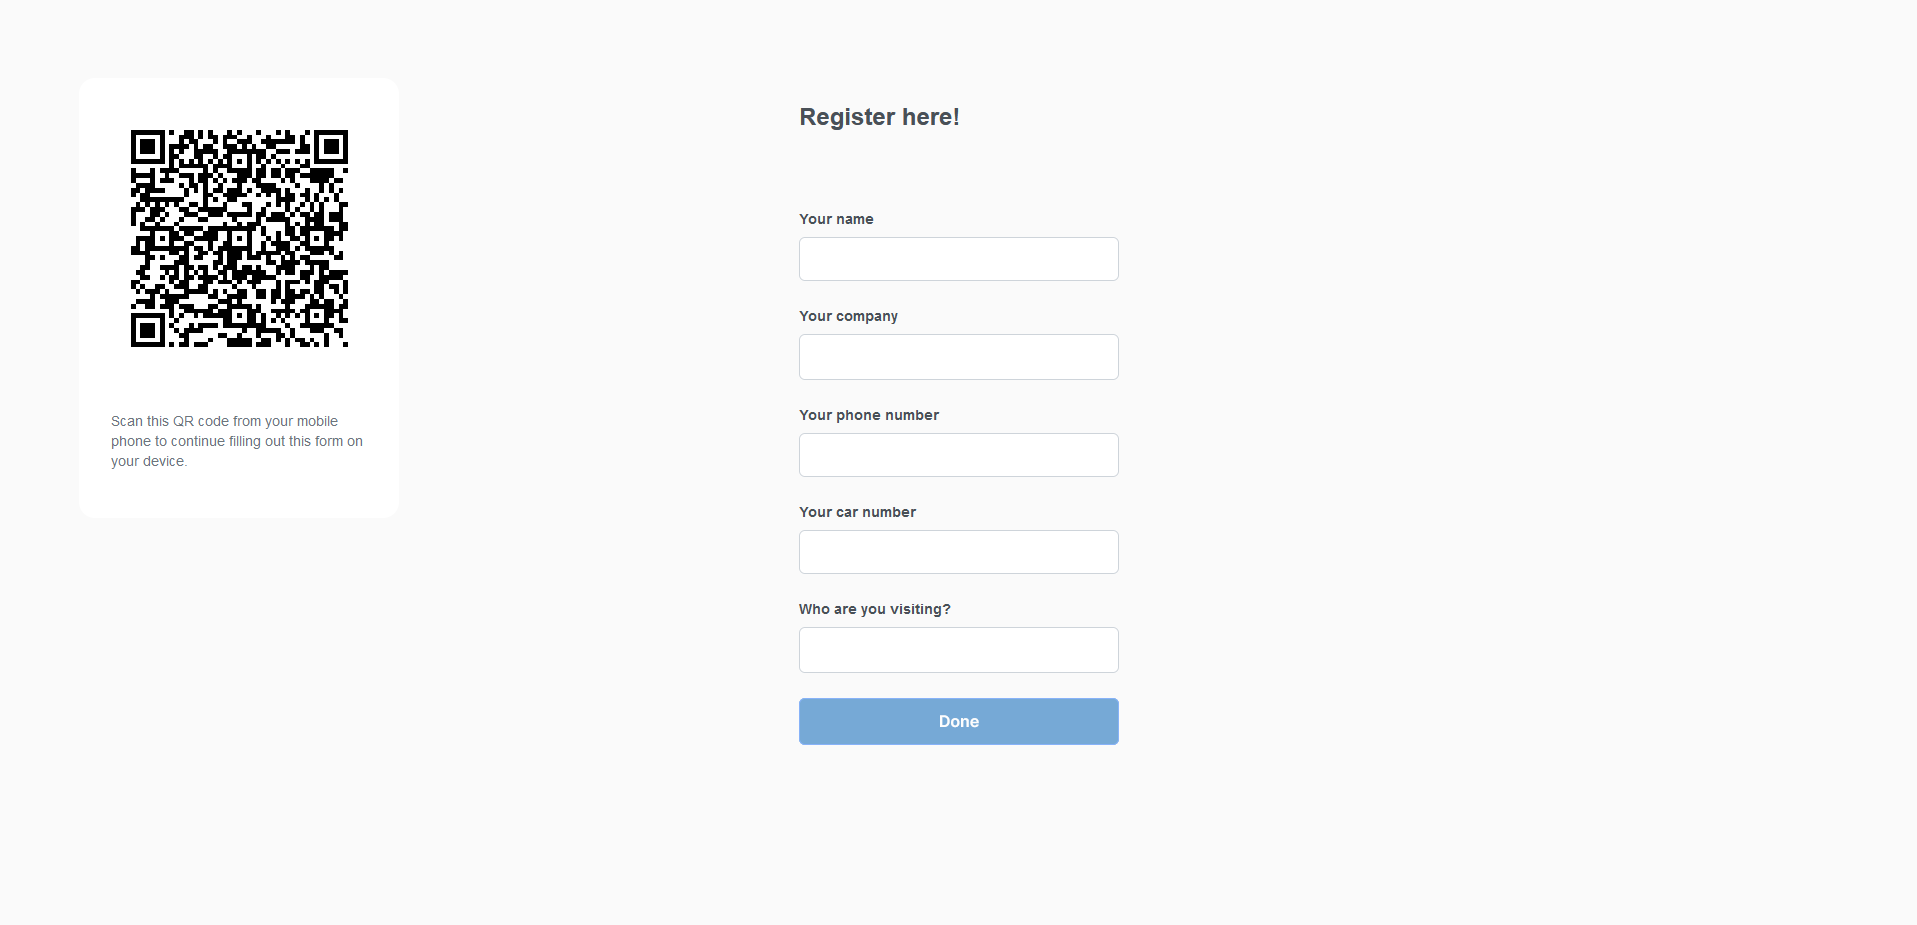 Register here!
Your name
Your company
Your phone number
Your car number
Who are you visiting?
Done
Scan this QR code from your mobile
phone to continue filling out this form on
your device.